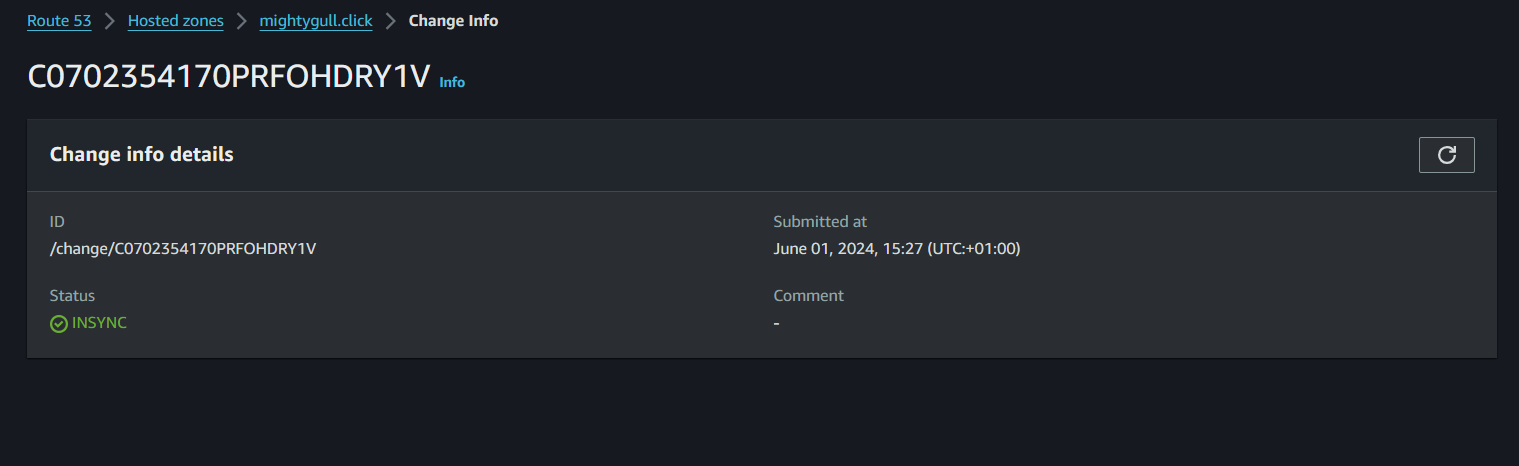 Route 53 > Hosted zones > mightygull.click > Change Info
C0702354170PRFOHDRY1V Info
Change info details
ID
/change/C0702354170PRFOHDRY1V
Submitted at
June 01, 2024, 15:27 (UTC:+01:00)
Status
INSYNC
Comment
-